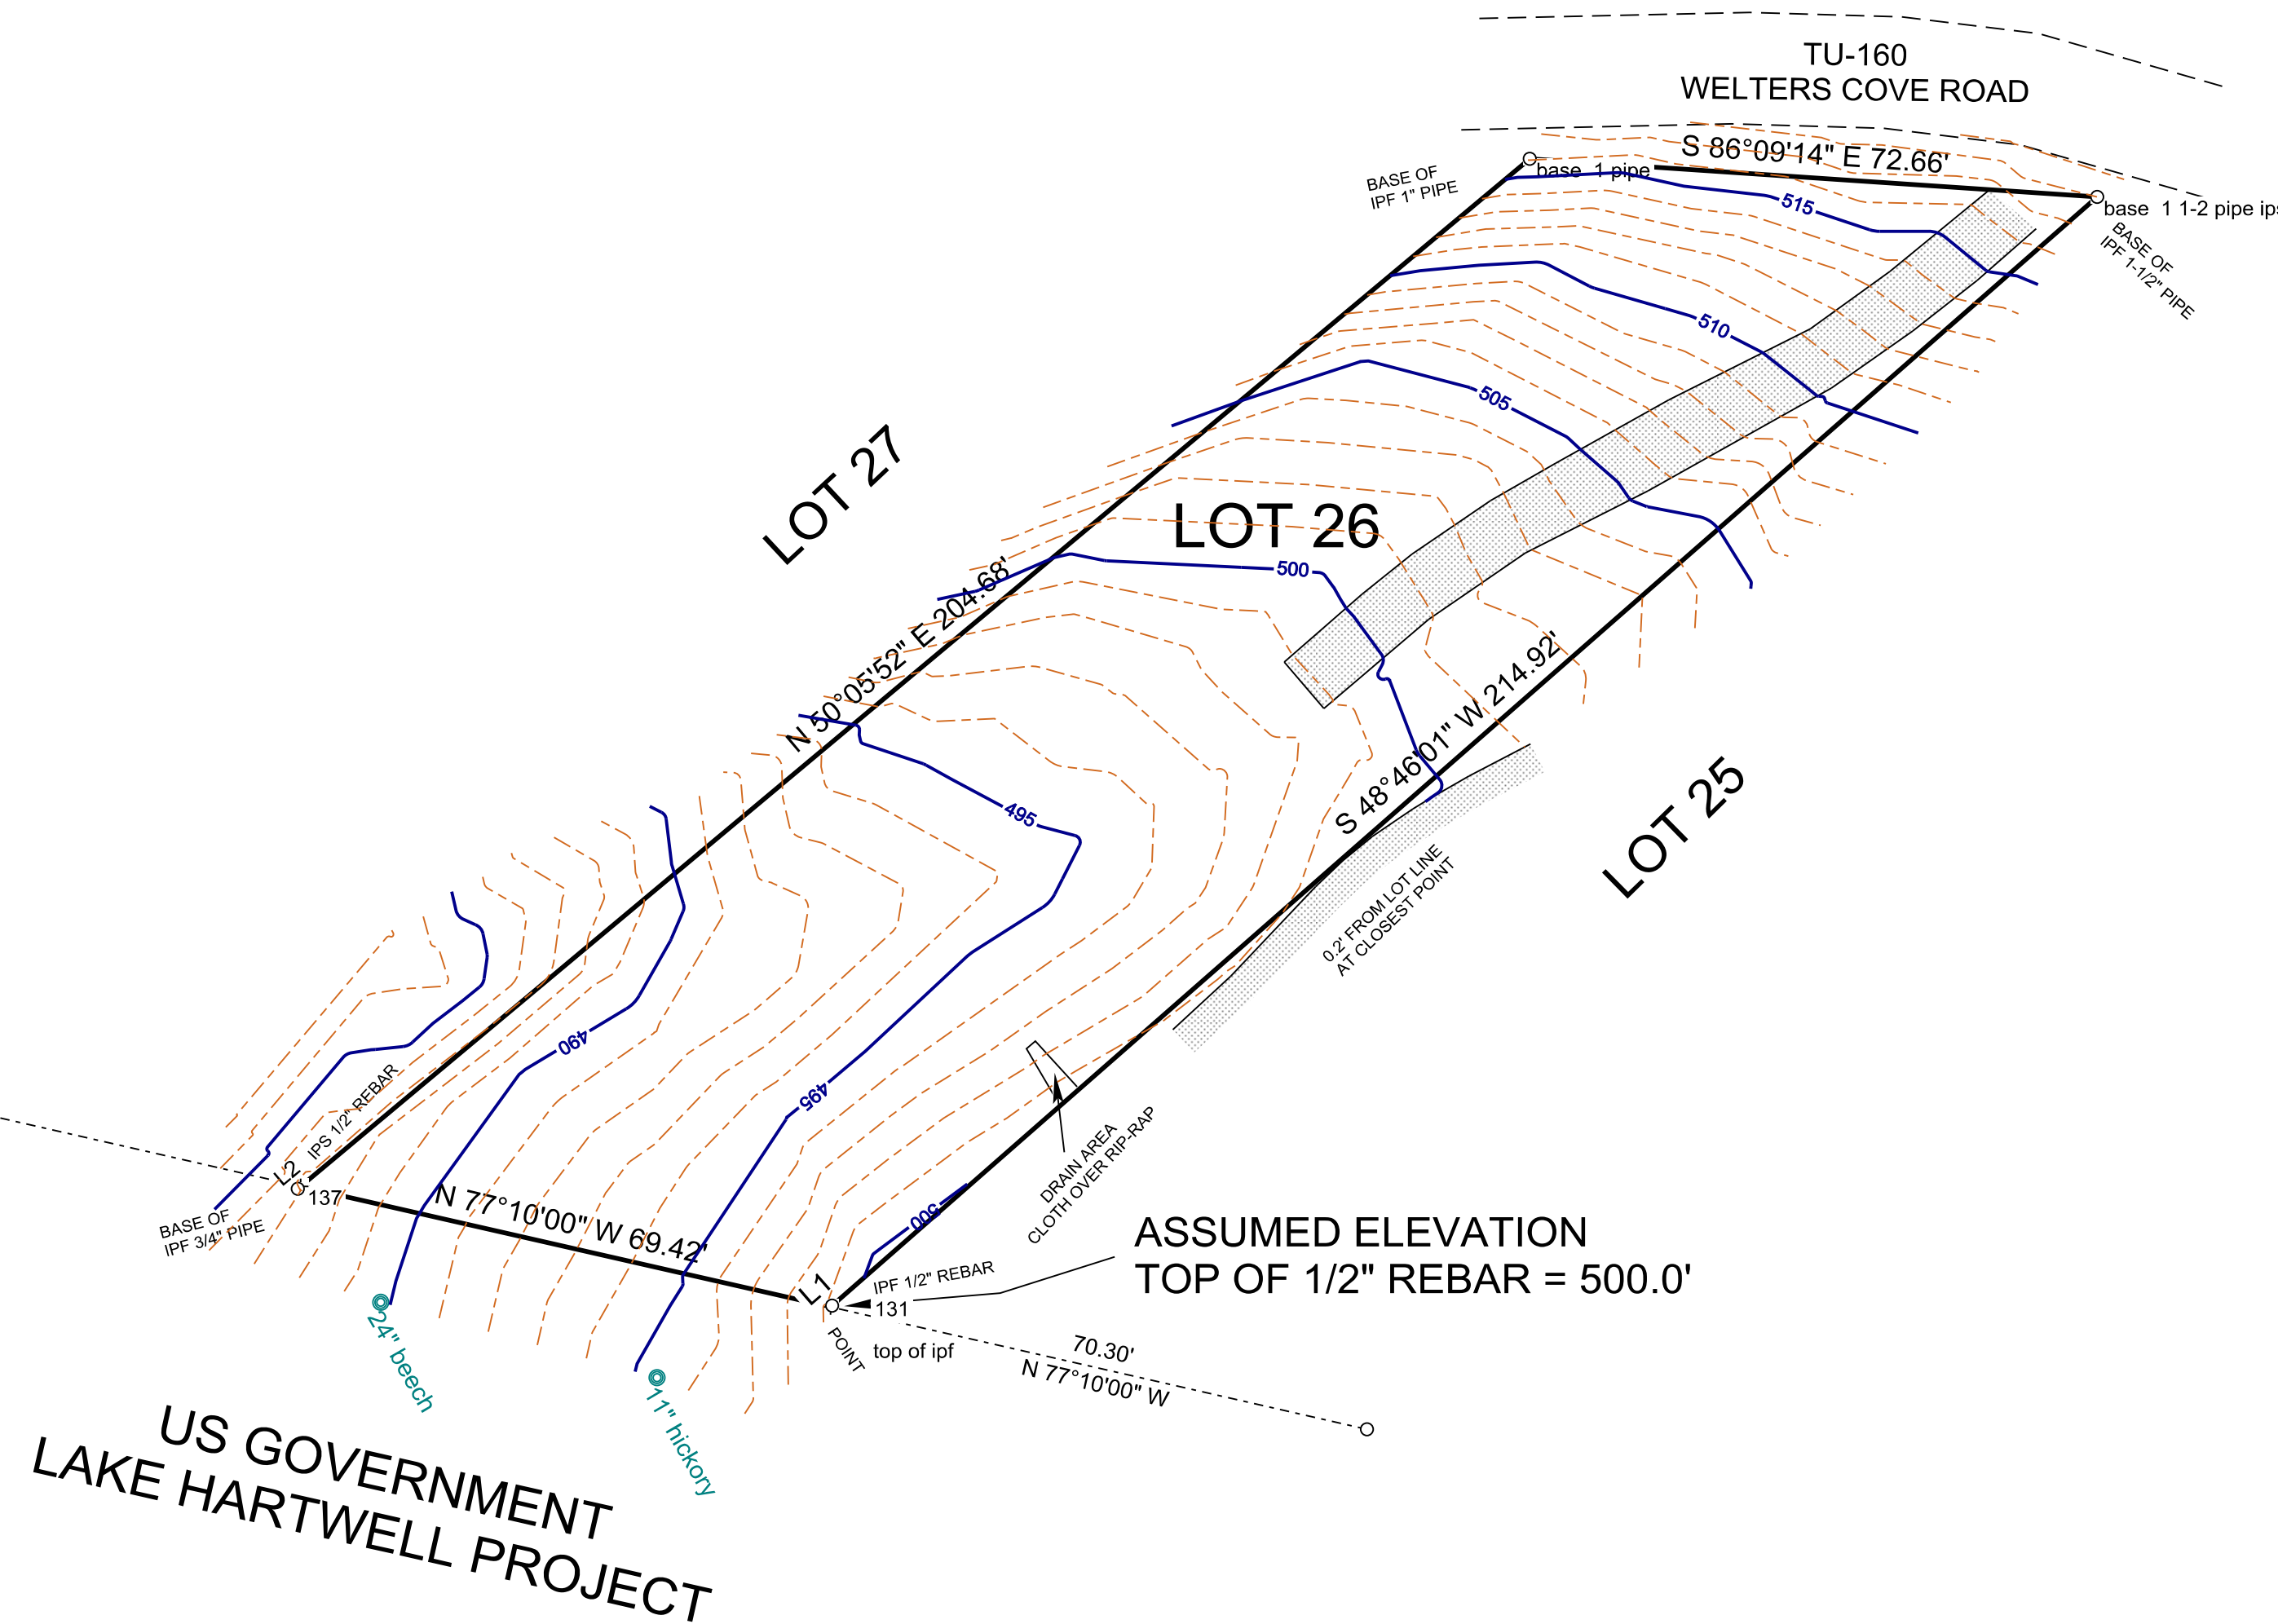 TU-160
WELTERS COVE ROAD
S 86°09'14" E 72.66'
base  1 pipe
BASE OF
IPF 1" PIPE
base  1 1-2 pipe ips
BASE OF
IPF 1-1/2" PIPE
515
510
505
LOT 27
LOT 26
500
N 50°05'52" E 204.68'
S 48°46'01" W 214.92'
LOT 25
495
0.2' FROM LOT LINE
AT CLOSEST POINT
490
495
IPS 1/2" REBAR
L2
137
BASE OF
IPF 3/4" PIPE
N 77°10'00" W 69.42'
DRAIN AREA
CLOTH OVER RIP-RAP
500
ASSUMED ELEVATION
TOP OF 1/2" REBAR = 500.0'
IPF 1/2" REBAR
L1
131
POINT
top of ipf
70.30'
N 77°10'00" W
24" beech
11" hickory
US GOVERNMENT
LAKE HARTWELL PROJECT